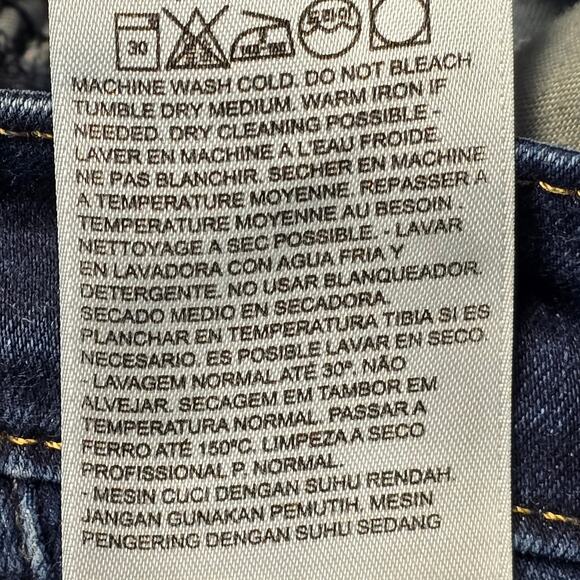 30
MACHINE WASH COLD. DO NOT BLEACH
TUMBLE DRY MEDIUM. WARM IRON IF
NEEDED. DRY CLEANING POSSIBLE -
LAVER EN MACHINE A L'EAU FROIDE
NE PAS BLANCHIR. SECHER EN MACHINE
A TEMPERATURE MOYENNE. REPASSER A
TEMPERATURE MOYENNE AU BESOIN.
NETTOYAGE A SEC POSSIBLE. - LAVAR
EN LAVADORA CON AGUA FRIA Y
DETERGENTE. NO USAR BLANQUEADOR.
SECADO MEDIO EN SECADORA.
PLANCHAR EN TEMPERATURA TIBIA SI ES
NECESARIO. ES POSIBLE LAVAR EN SECO
- LAVAGEM NORMAL ATÉ 30º. NÃO
ALVEJAR. SECAGEM EM TAMBOR EM
TEMPERATURA NORMAL. PASSAR A
FERRO ATÉ 150ºC. LIMPEZA A SECO
PROFISSIONAL P. NORMAL.
- MESIN CUCI DENGAN SUHU RENDAH.
JANGAN GUNAKAN PEMUTIH. MESIN
PENGERING DENGAN SUHU SEDANG